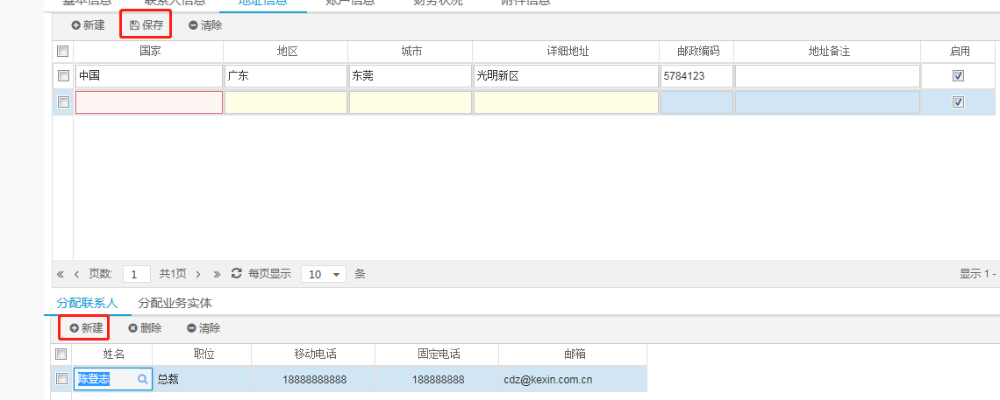 基本信息 联系人信息 地址信息 账户信息 财务状况 附件信息
新建 保存 清除
国家 地区 城市 详细地址 邮政编码 地址备注 启用
中国 广东 东莞 光明新区 5784123
页数: 1 共1页 每页显示 10 条 显示 1 -
分配联系人 分配业务实体
新建 删除 清除
姓名 职位 移动电话 固定电话 邮箱
陈登志 总裁 18888888888 188888888 cdz@kexin.com.cn